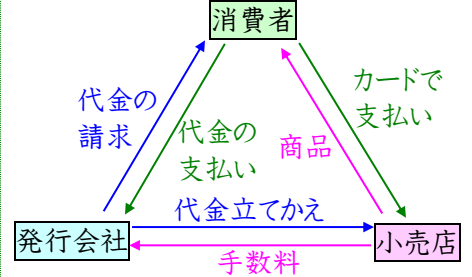 消費者
代金の
請求
代金の
支払い
商品
カードで
支払い
代金立てかえ
発行会社
小売店
手数料